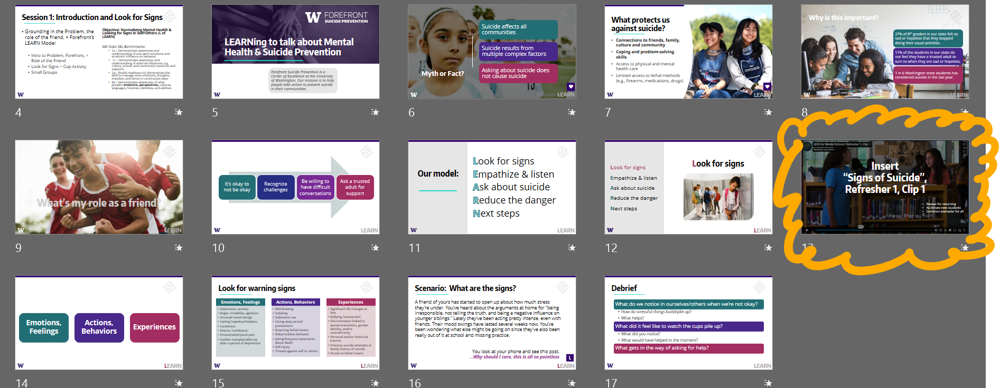 Session 1: Introduction and Look for Signs
• Grounding in the Problem, the
role of the friend, + Forefront's
LEARN Model
• Intro to Problem, Forefront, +
Role of the Friend
• Look for Signs = Cup Activity
• Small Groups
Objective: Normalizing Mental Health &
Looking for Signs in Self/Others (L of
LEARN)
WA State SEL Benchmarks:
• 1a – Demonstrates awareness and
understanding of one own's emotions and
emotions' influence on behavior.
• 1c – Demonstrates awareness and
understanding of external influences, e.g.
culture, school, and community resources and
supports
• 2a – [builds readiness to] demonstrate the
skills to manage one's emotions, thoughts,
impulses, and stress in constructive ways
• 4a – Demonstrates awareness of other
people's emotions, perspectives, cultures,
languages, histories, identities, and abilities.
W
4
W FOREFRONT
SUICIDE PREVENTION
LEARNing to talk about Mental
Health & Suicide Prevention
Forefront Suicide Prevention is a
Center of Excellence at the University
of Washington. Our mission is to help
people take action to prevent suicide
in their communities.
5
Myth or Fact?
Suicide affects all
communities
Suicide results from
multiple complex factors
Asking about suicide does
not cause suicide
W
LEARN
6
What protects us
against suicide?
• Connections to friends, family,
culture and community
• Coping and problem-solving
skills
• Access to physical and mental
health care
• Limited access to lethal methods
(e.g., firearms, medications, drugs)
W
LEARN
7
Why is this important?
27% of 8th graders in our state felt so
sad or hopeless that they stopped
doing their usual activities.
11% of the students in our state do
not feel they have a trusted adult to
turn to when they are sad or hopeless.
1 in 6 Washington state students has
considered suicide in the last year.
W
LEARN
8
What's my role as a friend?
W
LEARN
9
It's okay to
not be okay
Recognize
challenges
Be willing to
have difficult
conversations
Ask a trusted
adult for
support
W
LEARN
10
Our model:
Look for signs
Empathize & listen
Ask about suicide
Reduce the danger
Next steps
W
LEARN
11
Look for signs
Empathize & listen
Ask about suicide
Reduce the danger
Next steps
Look for signs
W
LEARN
12
SOS for Middle School: Refresher 1, Clip 1
MindWise Innovations
Insert
“Signs of Suicide”,
Refresher 1, Clip 1
• Review for returning
• Acclimate new students
• Common exemplar for all
13
Emotions,
Feelings
Actions,
Behaviors
Experiences
W
LEARN
14
Look for warning signs
Emotions, Feelings
• Depression, anxiety
• Anger, irritability, agitation
• Unusual mood swings
• Feeling hopeless/helpless
• Loneliness
• Shame, humiliation
• Emotional/physical pain
• Sudden unexplainable joy
after a period of depression
Actions, Behaviors
• Withdrawing
• Isolating
• Substance use
• Giving away prized
possessions
• Acquiring lethal means
• Risky/reckless behavior
• Joking/frequent statements
about death
• Self-injury
• Threats against self or others
Experiences
• Significant life changes or
loss
• Bullying, harassment
• Discrimination linked to
sexual orientation, gender
identity, and/or
race/ethnicity
• Personal and/or historical
trauma
• Previous suicide attempts or
family history of suicide
• Access to lethal means
W
LEARN
15
Scenario: What are the signs?
A friend of yours has started to open up about how much stress
they're under. You've heard about the arguments at home for “being
irresponsible, not telling the truth, and being a negative influence on
younger siblings.” Lately they've been acting pretty intense, even with
friends. Their mood swings have lasted several weeks now. You've
been wondering what else might be going on since they've also been
really out of it at school and missing practice.
You look at your phone and see this post.
...Why should I care, this is all so pointless
L
W
LEARN
16
Debrief
What do we notice in ourselves/others when we're not okay?
• How do stressful things build/pile up?
• What helps?
What did it feel like to watch the cups pile up?
• What did you notice?
• What would have helped in the moment?
What gets in the way of asking for help?
W
LEARN
17